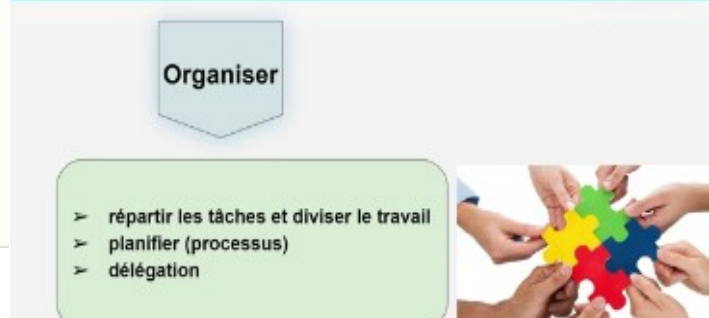 Organiser
➢ répartir les tâches et diviser le travail
➢ planifier (processus)
➢ délégation